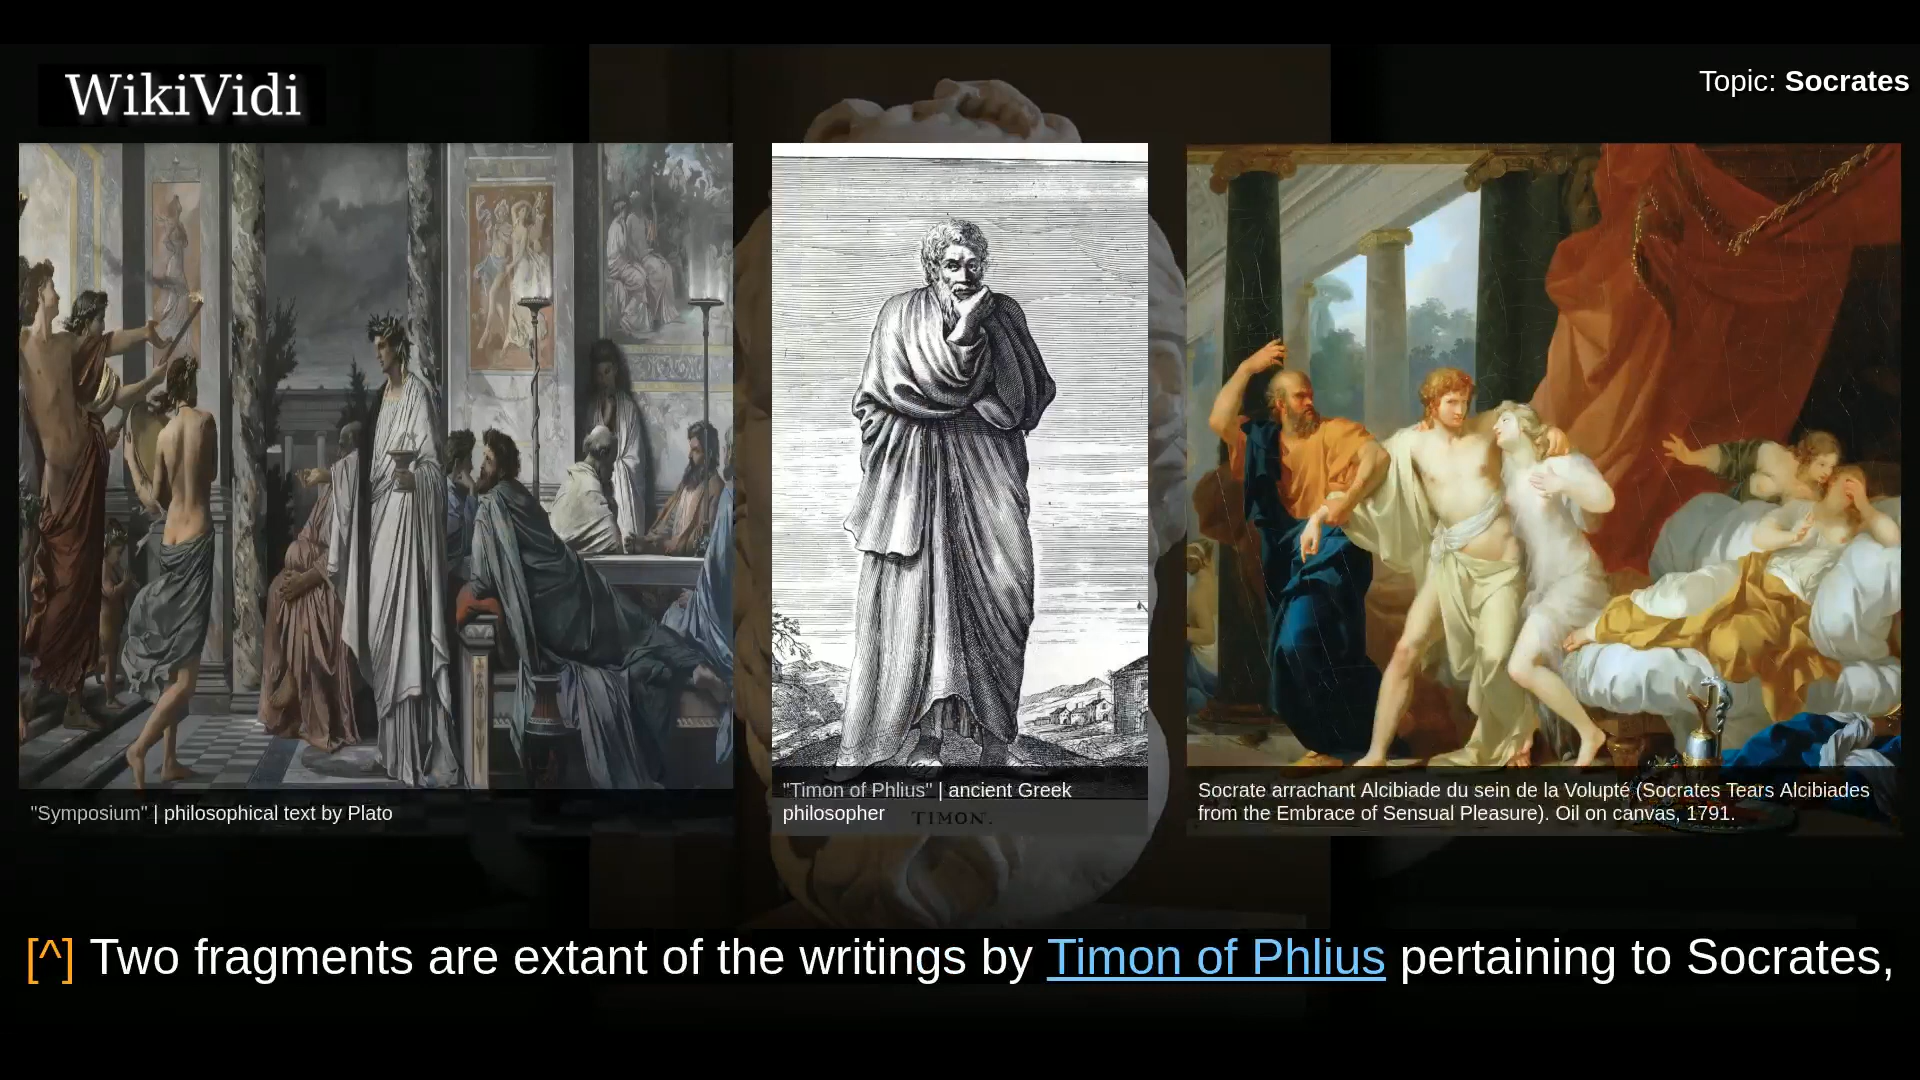 WikiVidi
Topic: Socrates
"Symposium" | philosophical text by Plato
"Timon of Phlius" | ancient Greek
philosopher
TIMON.
Socrate arrachant Alcibiade du sein de la Volupté (Socrates Tears Alcibiades
from the Embrace of Sensual Pleasure). Oil on canvas, 1791.
[^] Two fragments are extant of the writings by Timon of Phlius pertaining to Socrates,